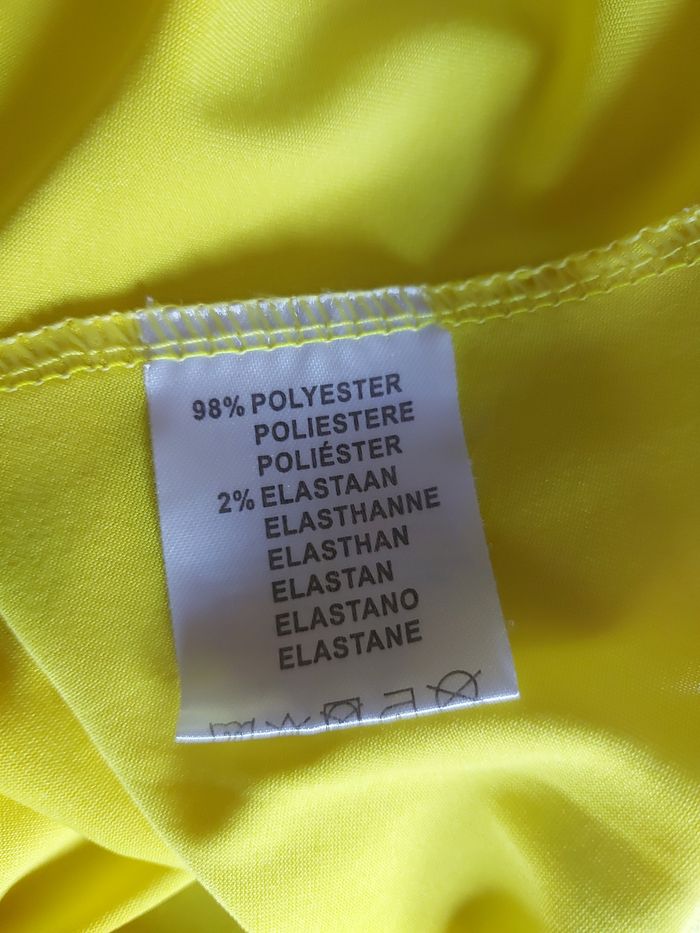 98% POLYESTER
POLIESTERE
POLIÉSTER
2% ELASTAAN
ELASTHANNE
ELASTHAN
ELASTAN
ELASTANO
ELASTANE